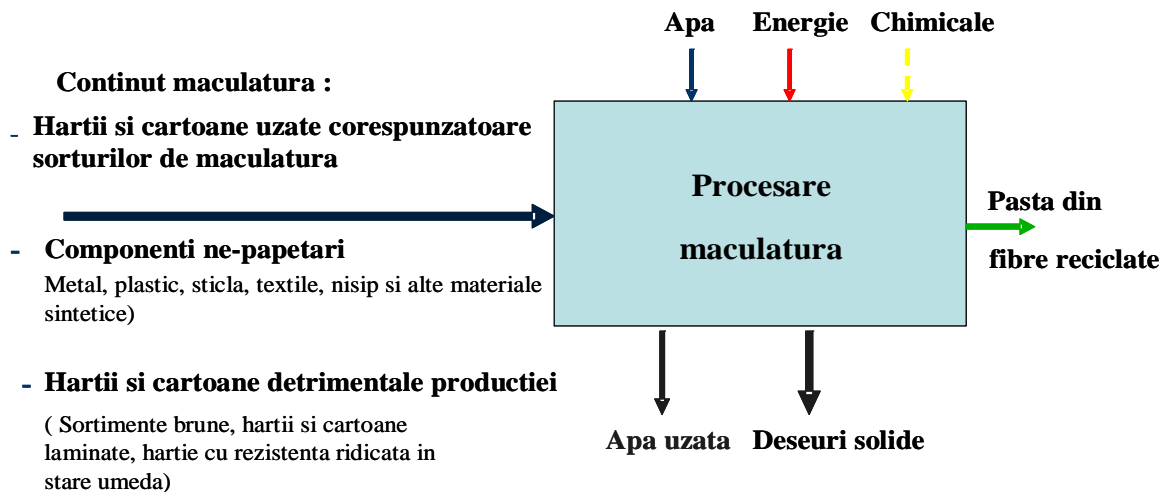 Apa Energie Chimicale
Continut maculatura :
- Hartii si cartoane uzate corespunzatoare
sorturilor de maculatura
- Componenti ne-papetari
Metal, plastic, sticla, textile, nisip si alte materiale
sintetice)
- Hartii si cartoane detrimentale productiei
( Sortimente brune, hartii si cartoane
laminate, hartie cu rezistenta ridicata in
stare umeda)
Procesare
maculatura
Pasta din
fibre reciclate
Apa uzata Deseuri solide